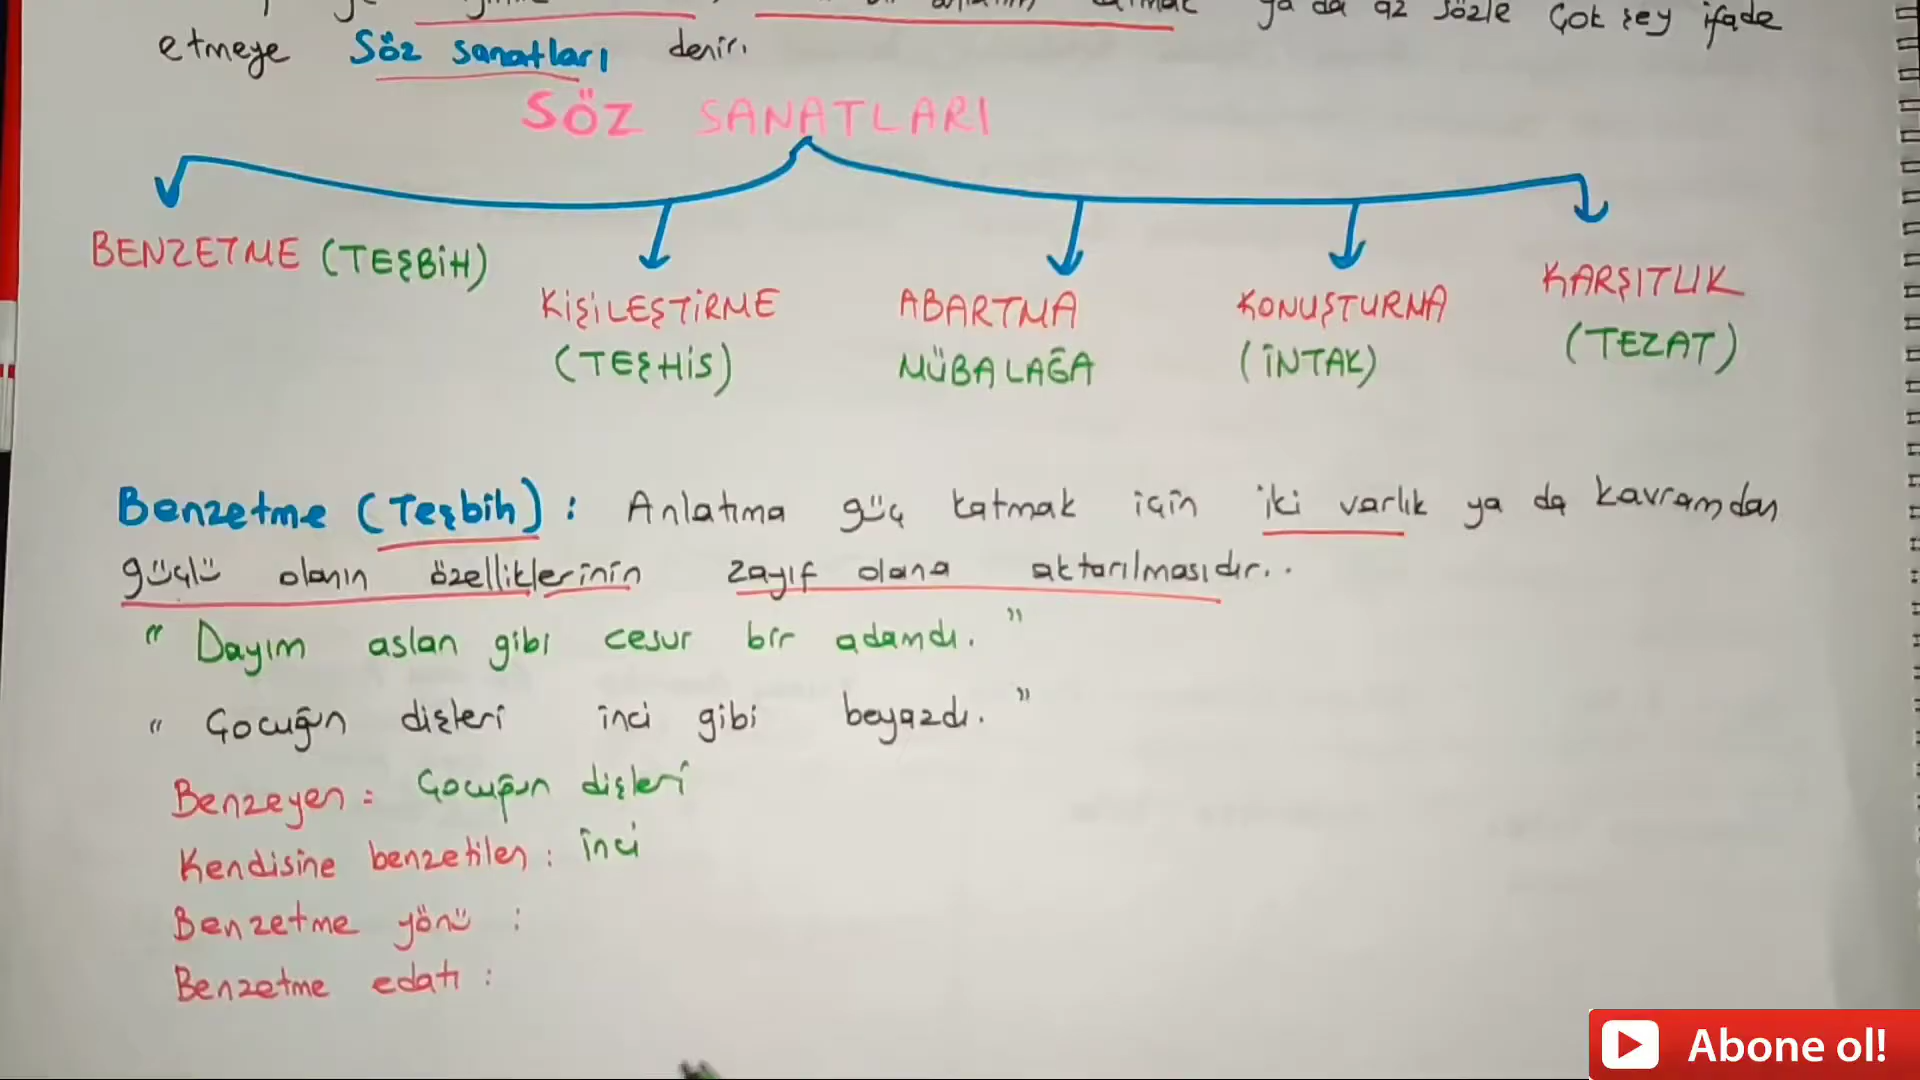 ya da az sözle çok şey ifade
etmeye Söz sanatları denir.
SÖZ SANATLARI
BENZETME (TEŞBİH)
KİŞİLEŞTİRME
(TEŞHİS)
ABARTMA
MÜBALAĞA
KONUŞTURMA
(İNTAK)
KARŞITLIK
(TEZAT)
Benzetme (Teşbih) : Anlatıma güç katmak için iki varlık ya da kavramdan
güçlü olanın özelliklerinin zayıf olana aktarılmasıdır..
" Dayım aslan gibi cesur bir adamdı. "
" Çocuğun dişleri inci gibi beyazdı. "
Benzeyen : Çocuğun dişleri
Kendisine benzetilen : inci
Benzetme yönü :
Benzetme edatı :
Abone ol!